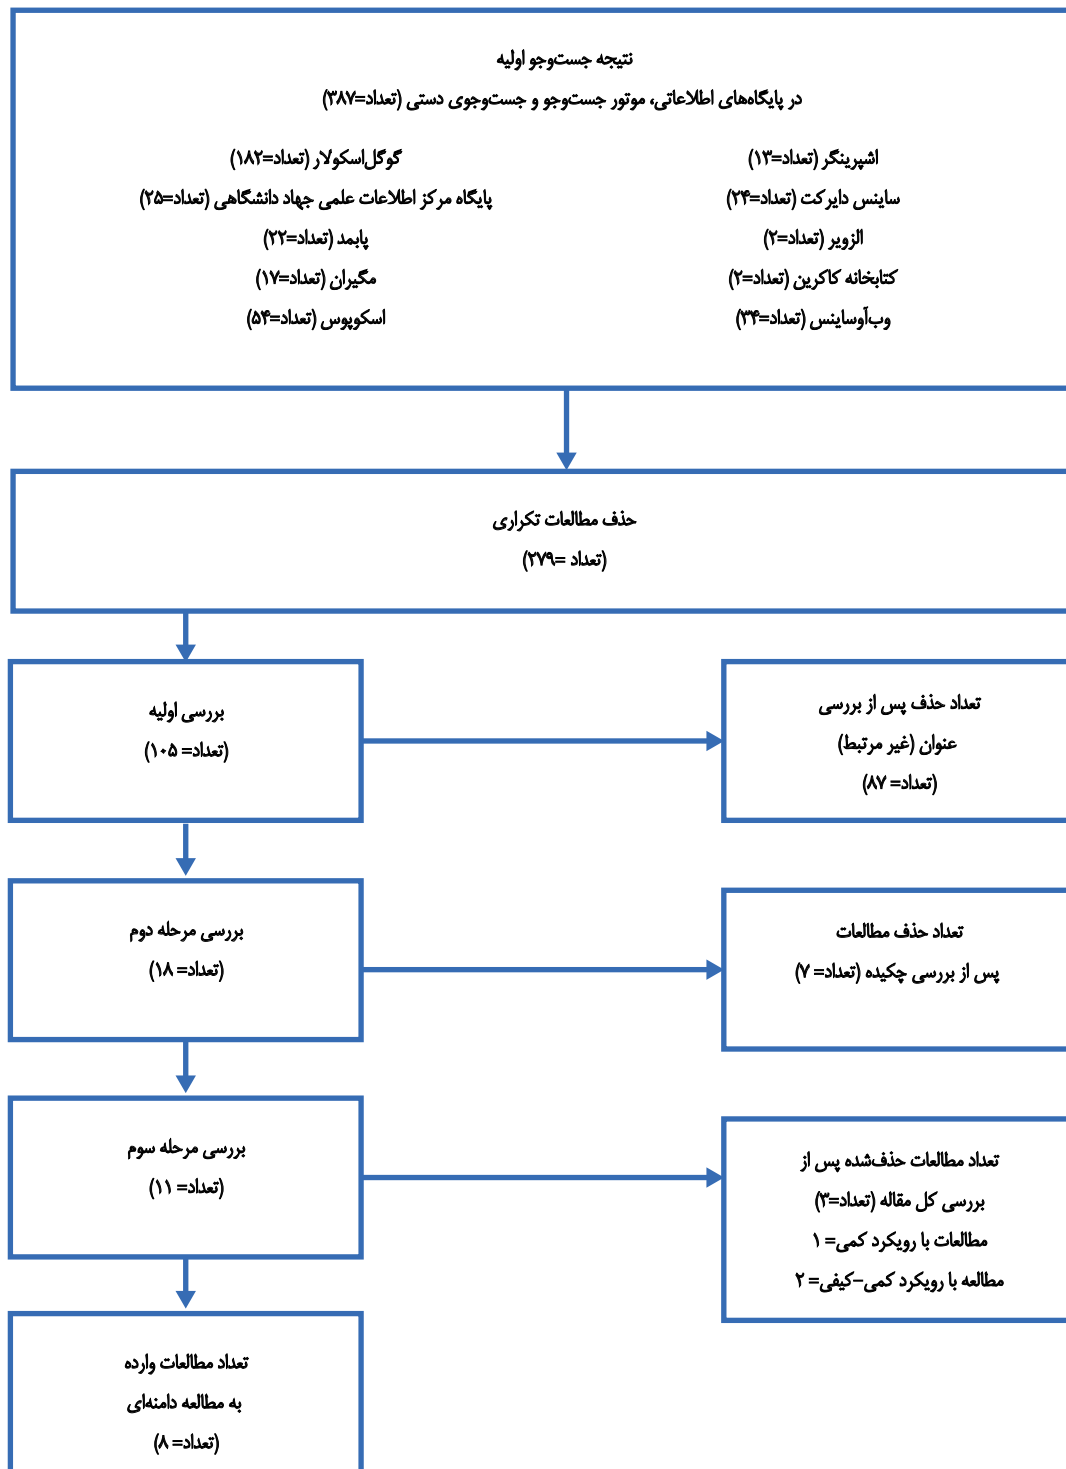 نتیجه جست‌وجو اولیه
در پایگاه‌های اطلاعاتی، موتور جست‌وجو و جست‌وجوی دستی (تعداد=۳۸۷)
اشپرینگر (تعداد=۱۳)
ساینس دایرکت (تعداد=۲۴)
الزویر (تعداد=۲)
کتابخانه کاکرین (تعداد=۲)
وب‌آوساینس (تعداد=۳۴)
گوگل‌اسکولار (تعداد=۱۸۲)
پایگاه مرکز اطلاعات علمی جهاد دانشگاهی (تعداد=۲۵)
پابمد (تعداد=۲۲)
مگیران (تعداد=۱۷)
اسکوپوس (تعداد=۵۴)
حذف مطالعات تکراری
(تعداد =۲۷۹)
بررسی اولیه
(تعداد= ۱۰۵)
تعداد حذف پس از بررسی
عنوان (غیر مرتبط)
(تعداد= ۸۷)
بررسی مرحله دوم
(تعداد= ۱۸)
تعداد حذف مطالعات
پس از بررسی چکیده (تعداد= ۷)
بررسی مرحله سوم
(تعداد= ۱۱)
تعداد مطالعات حذف‌شده پس از
بررسی کل مقاله (تعداد=۳)
مطالعات با رویکرد کمی= ۱
مطالعه با رویکرد کمی–کیفی= ۲
تعداد مطالعات وارده
به مطالعه دامنه‌ای
(تعداد= ۸)